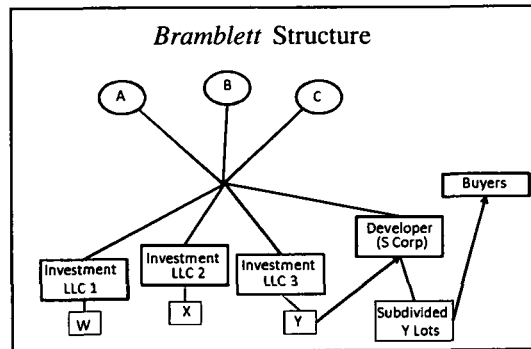 Bramblett Structure
A
B
C
Buyers
Developer
(S Corp)
Investment
LLC 1
Investment
LLC 2
Investment
LLC 3
W
X
Y
Subdivided
Y Lots